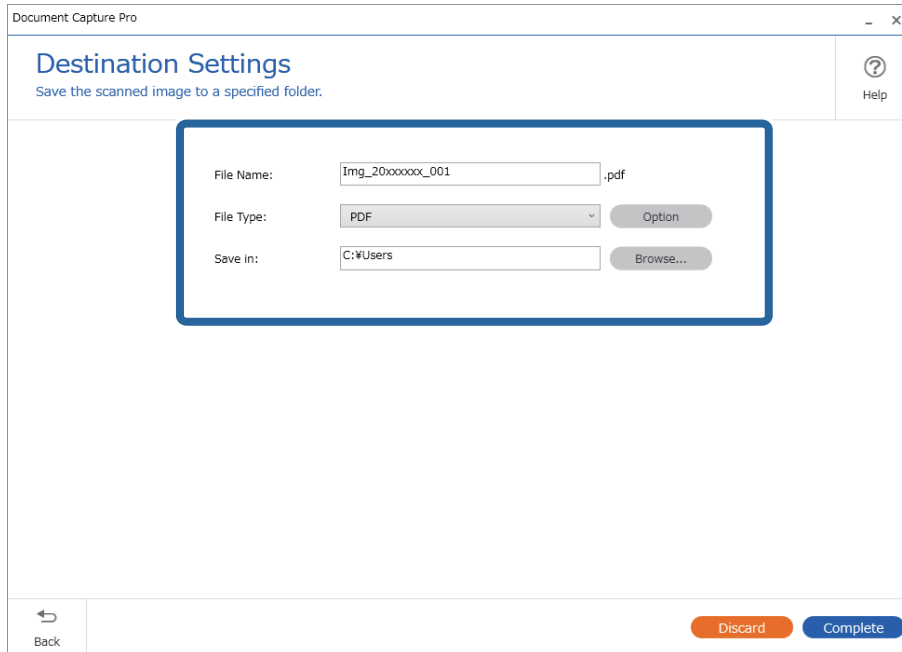 Document Capture Pro
Destination Settings
Save the scanned image to a specified folder.
Help
File Name: Img_20xxxxxx_001 .pdf
File Type: PDF Option
Save in: C:¥Users Browse...
Back
Discard Complete